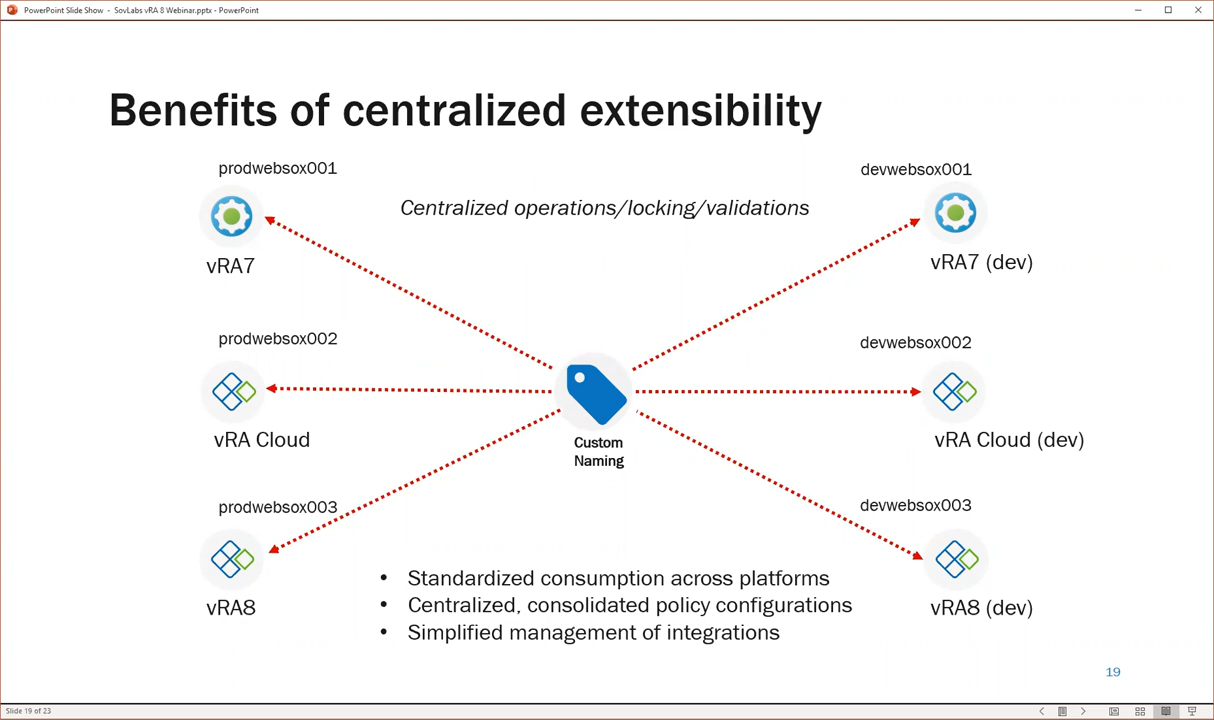 PowerPoint Slide Show - SovLabs vRA 8 Webinar.pptx - PowerPoint
Benefits of centralized extensibility
prodwebsox001
devwebsox001
Centralized operations/locking/validations
vRA7
vRA7 (dev)
prodwebsox002
devwebsox002
vRA Cloud
vRA Cloud (dev)
Custom
Naming
prodwebsox003
devwebsox003
vRA8
vRA8 (dev)
• Standardized consumption across platforms
• Centralized, consolidated policy configurations
• Simplified management of integrations
19
Slide 19 of 23